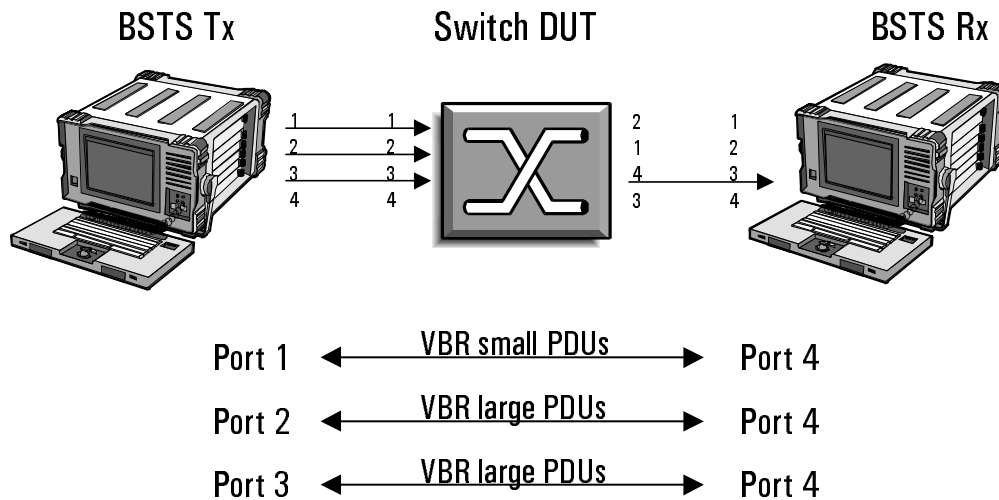 BSTS Tx Switch DUT BSTS Rx
1 1 2 1
2 2 1 2
3 3 4 3
4 4 3 4
Port 1 VBR small PDUs Port 4
Port 2 VBR large PDUs Port 4
Port 3 VBR large PDUs Port 4